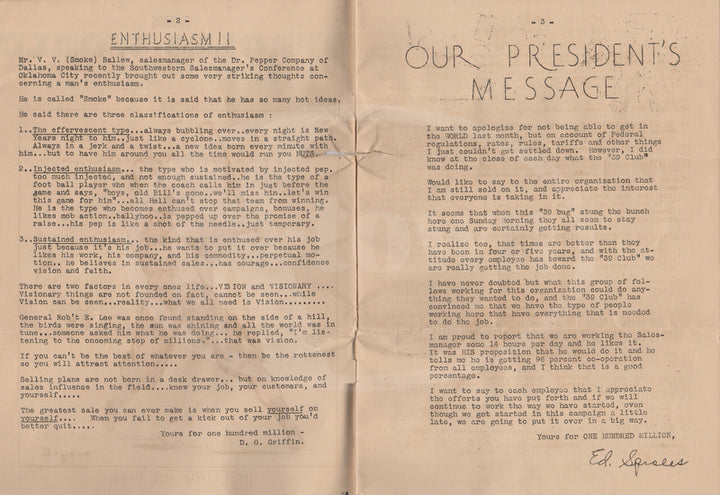 - 2 -
ENTHUSIASM!!
Mr. V. V. (Smoke) Ballew, salesmanager of the Dr. Pepper Company of
Dallas, speaking to the Southwestern Salesmanager's Conference at
Oklahoma City recently brought out some very striking thoughts con-
cerning a man's enthusiasm.
He is called "Smoke" because it is said that he has so many hot ideas.
He said there are three classifications of enthusiasm :
1..The effervescent type...always bubbling over..every night is New
Years night to him..just like a cyclone..moves in a straight path.
Always in a jerk and a twist...a new idea born every minute with
him...but to have him around you all the time would run you NUTS.
2...Injected enthusiasm... the type who is motivated by injected pep.
too much injected, and not enough sustained..he is the type of
a foot ball player who when the coach calls him in just before the
game and says, "boys, old Bill's gone..we'll miss him..let's win
this game for him"...all Hell can't stop that team from winning.
He is the type who becomes enthused over campaigns, bonuses, he
likes mob action..ballyhoo..is pepped up over the promise of a
raise...his pep is like a shot of the needle..just temporary.
3...Sustained enthusiasm... the kind that is enthused over his job
just because it's his job...he wants to put it over because he
likes his work, his company, and his commodity...perpetual mo-
tion.. he believes in sustained sales...has courage...confidence
vision and faith.
There are two factors in every ones life...VISION and VISIONARY ....
Visionary things are not founded on fact, cannot be seen...while
Vision can be seen...reality...what we all need is Vision.........
General Rob't E. Lee was once found standing on the side of a hill,
the birds were singing, the sun was shining and all the world was in
tune...someone asked him what he was doing... he replied, "I'm lis-
tening to the oncoming step of millions."...that was vision.
If you can't be the best of whatever you are - then be the rottenest
so you will attract attention.....
Selling plans are not born in a desk drawer... but on knowledge of
sales influence in the field....know your job, your customers, and
yourself.....
The greatest sale you can ever make is when you sell yourself on
yourself.... When you fail to get a kick out of your job you'd
better quit.....
Yours for one hundred million -
D. G. Griffin.
- 3 -
OUR PRESIDENT'S
MESSAGE
I want to apologize for not being able to get in
the WORLD last month, but on account of Federal
regulations, rates, rules, tariffs and other things
I just couldn't get settled down. However, I did
know at the close of each day what the "39 Club"
was doing.
Would like to say to the entire organization that
I am still sold on it, and appreciate the interest
that everyone is taking in it.
It seems that when this "39 bug" stung the bunch
here one Sunday Morning they all seem to stay
stung and are certainly getting results.
I realize too, that times are better than they
have been in four or five years, and with the at-
titude every employee has toward the "39 Club" we
are really getting the job done.
I have never doubted but what this group of fol-
lows working for this organization could do any-
thing they wanted to do, and the "39 Club" has
convinced me that we have the type of people
working here that have everything that is needed
to do the job.
I am proud to report that we are working the Sales-
manager some 14 hours per day and he likes it.
It was HIS proposition that he would do it and he
tells me he is getting 96 percent co-operation
from all employees, and I think that is a good
percentage.
I want to say to each employee that I appreciate
the efforts you have put forth and if we will
continue to work the way we have started, even
though we got started in this campaign a little
late, we are going to put it over in a big way.
Yours for ONE HUNDRED MILLION,
Ed. Sproles